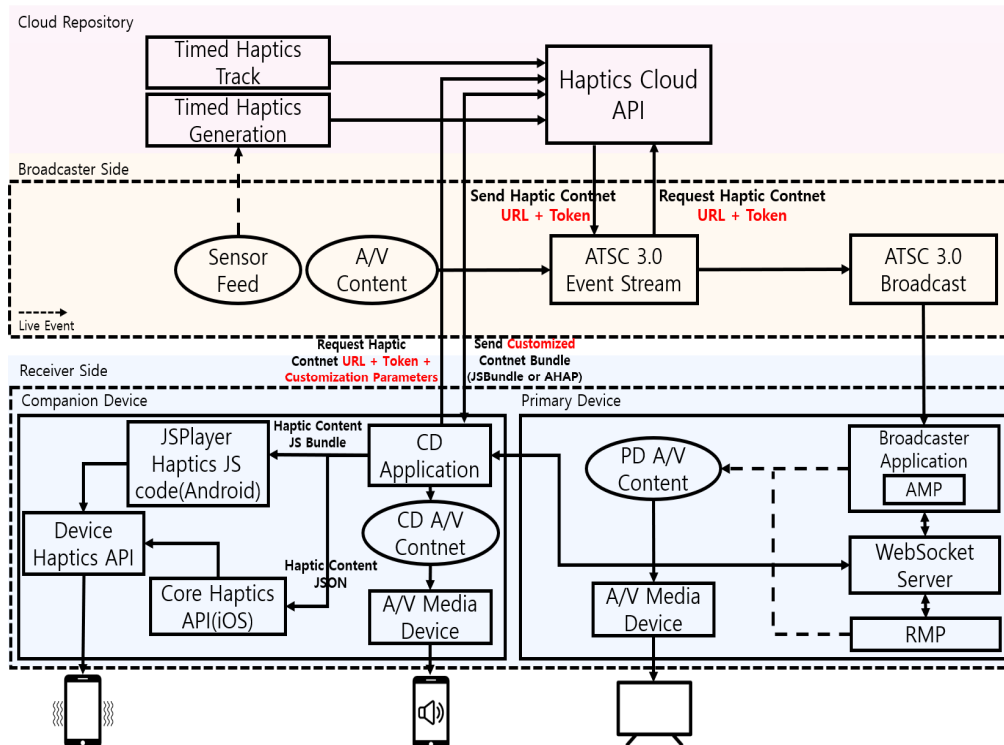 Cloud Repository
Timed Haptics
Track
Timed Haptics
Generation
Haptics Cloud
API
Broadcaster Side
Send Haptic Contnet
URL + Token
Request Haptic Contnet
URL + Token
Sensor
Feed
A/V
Content
ATSC 3.0
Event Stream
ATSC 3.0
Broadcast
Live Event
Request Haptic
Contnet URL + Token +
Customization Parameters
Send Customized
Contnet Bundle
(JSBundle or AHAP)
Receiver Side
Companion Device
Primary Device
JSPlayer
Haptics JS
code(Android)
Haptic Content
JS Bundle
CD
Application
PD A/V
Content
Broadcaster
Application
AMP
Device
Haptics API
CD A/V
Contnet
WebSocket
Server
Haptic Content
JSON
Core Haptics
API(iOS)
A/V Media
Device
A/V Media
Device
RMP